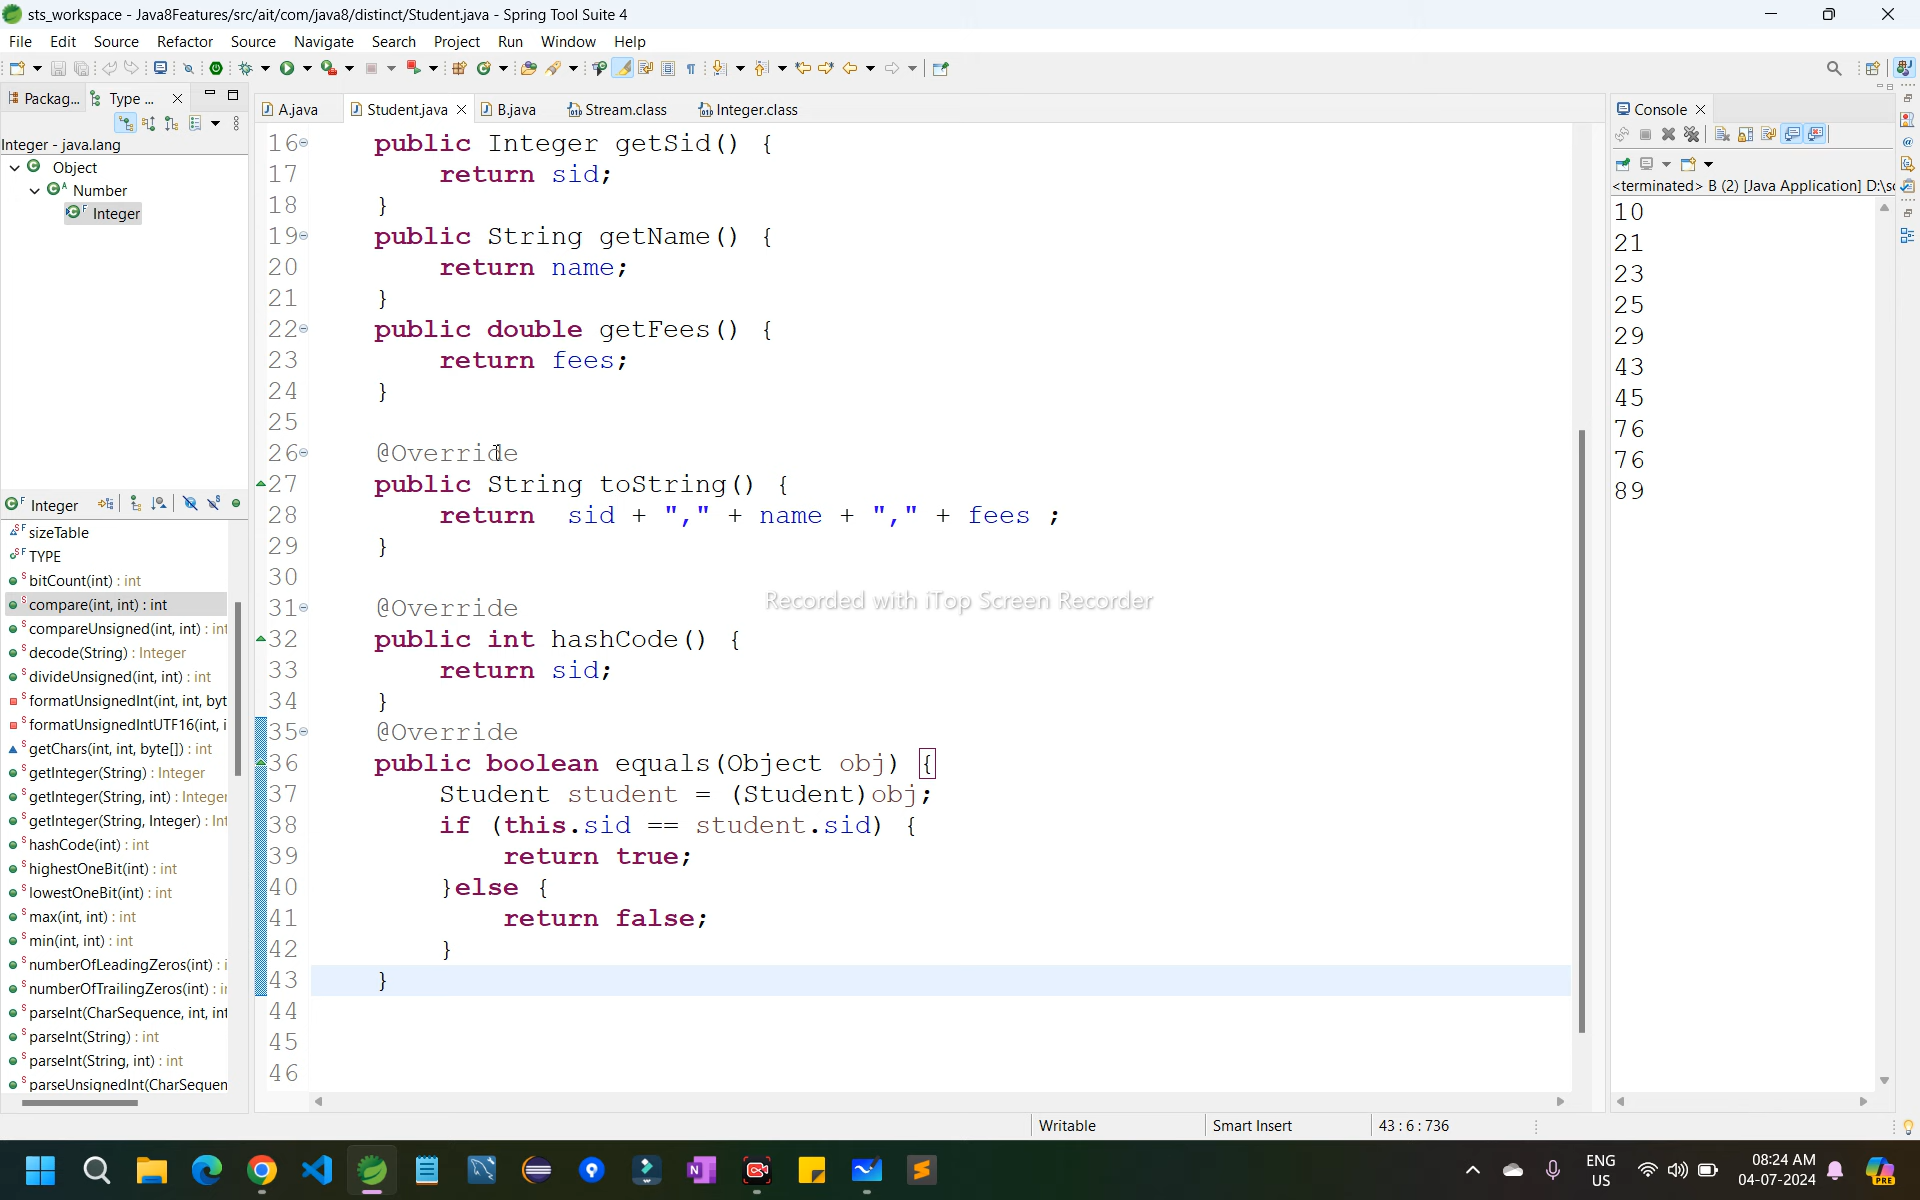 sts_workspace - Java8Features/src/ait/com/java8/distinct/Student.java - Spring Tool Suite 4
File Edit Source Refactor Source Navigate Search Project Run Window Help
Packag... Type ...
A.java Student.java B.java Stream.class Integer.class
Console
Integer - java.lang
Object
Number
Integer
<terminated> B (2) [Java Application] D:\
16 public Integer getSid() {
17 return sid;
18 }
19 public String getName() {
20 return name;
21 }
22 public double getFees() {
23 return fees;
24 }
25
26 @Override
27 public String toString() {
28 return sid + "," + name + "," + fees ;
29 }
30
31 @Override
32 public int hashCode() {
33 return sid;
34 }
35 @Override
36 public boolean equals(Object obj) {
37 Student student = (Student)obj;
38 if (this.sid == student.sid) {
39 return true;
40 }else {
41 return false;
42 }
43 }
44
45
46
Recorded with iTop Screen Recorder
10
21
23
25
29
43
45
76
76
89
Integer
sizeTable
TYPE
bitCount(int) : int
compare(int, int) : int
compareUnsigned(int, int) : int
decode(String) : Integer
divideUnsigned(int, int) : int
formatUnsignedInt(int, int, byt
formatUnsignedIntUTF16(int, i
getChars(int, int, byte[]) : int
getInteger(String) : Integer
getInteger(String, int) : Integer
getInteger(String, Integer) : Int
hashCode(int) : int
highestOneBit(int) : int
lowestOneBit(int) : int
max(int, int) : int
min(int, int) : int
numberOfLeadingZeros(int) : i
numberOfTrailingZeros(int) : in
parseInt(CharSequence, int, int
parseInt(String) : int
parseInt(String, int) : int
parseUnsignedInt(CharSequen
Writable Smart Insert 43 : 6 : 736
ENG
US
08:24 AM
04-07-2024
PRE